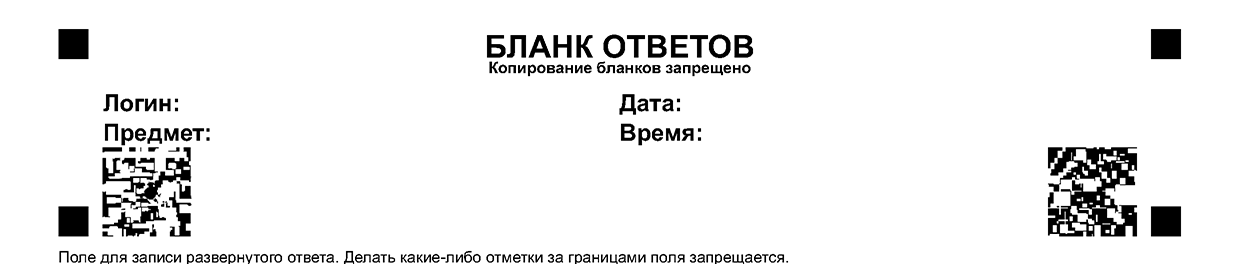 БЛАНК ОТВЕТОВ
Копирование бланков запрещено
Логин:
Дата:
Предмет:
Время:
Поле для записи развернутого ответа. Делать какие-либо отметки за границами поля запрещается.